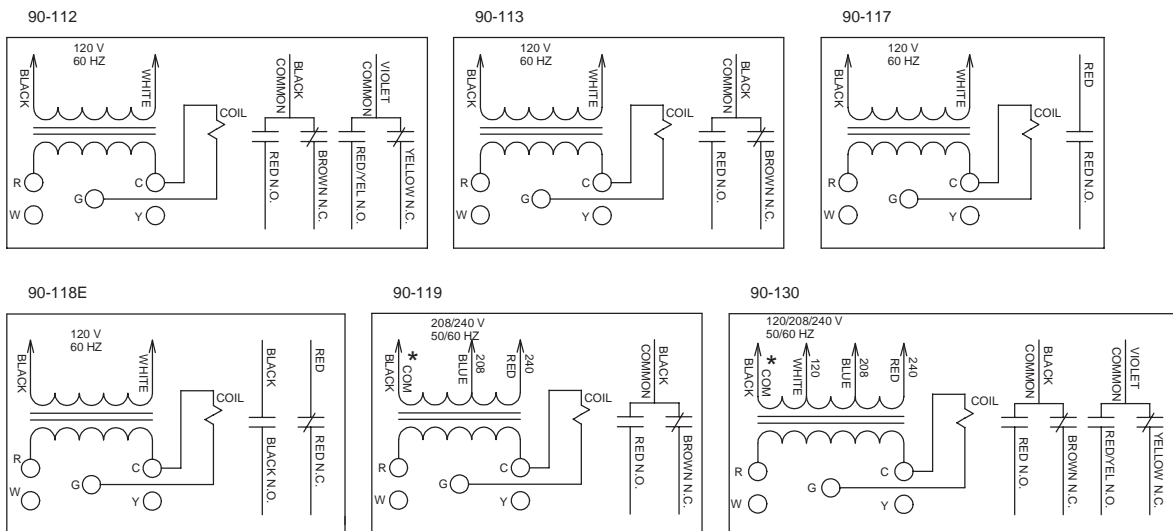 90-112
120 V
60 HZ
BLACK
WHITE
COIL
BLACK
COMMON
VIOLET
COMMON
RED N.O.
BROWN N.C.
RED/YEL N.O.
YELLOW N.C.
R
C
G
W
Y
90-113
120 V
60 HZ
BLACK
WHITE
COIL
BLACK
COMMON
RED N.O.
BROWN N.C.
R
C
G
W
Y
90-117
120 V
60 HZ
BLACK
WHITE
COIL
RED
RED N.O.
R
C
G
W
Y
90-118E
120 V
60 HZ
BLACK
WHITE
COIL
BLACK
RED
BLACK N.O.
RED N.C.
R
C
G
W
Y
90-119
208/240 V
50/60 HZ
BLACK
* COM
BLUE
208
RED
240
COIL
BLACK
COMMON
RED N.O.
BROWN N.C.
R
C
G
W
Y
90-130
120/208/240 V
50/60 HZ
BLACK
* COM
WHITE
120
BLUE
208
RED
240
COIL
BLACK
COMMON
VIOLET
COMMON
RED N.O.
BROWN N.C.
RED/YEL N.O.
YELLOW N.C.
R
C
G
W
Y